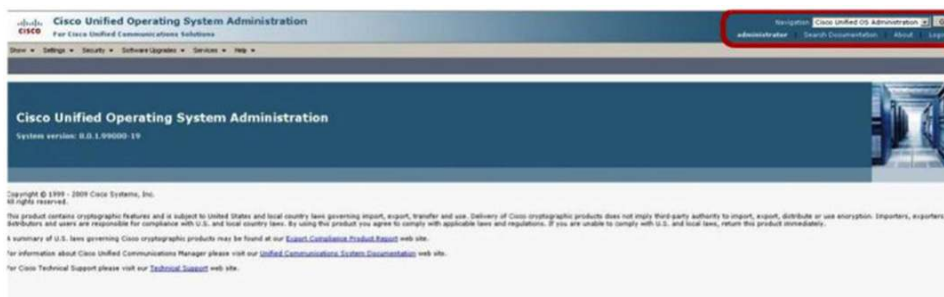 Cisco Unified Operating System Administration
CISCO For Cisco Unified Communications Solutions
Navigation Cisco Unified OS Administration
administrator Search Documentation About
Show Settings Security Software Upgrades Services Help
Cisco Unified Operating System Administration
System version: 8.0.1.99000-19
Copyright © 1999 - 2009 Cisco Systems, Inc.
All rights reserved.
This product contains cryptographic features and is subject to United States and local country laws governing import, export, transfer and use. Delivery of Cisco cryptographic products does not imply third-party authority to import, export, distribute or use encryption. Importers, exporters
distributors and users are responsible for compliance with U.S. and local country laws. By using this product you agree to comply with applicable laws and regulations. If you are unable to comply with U.S. and local laws, return this product immediately.
A summary of U.S. laws governing Cisco cryptographic products may be found at our Export Compliance Product Report web site.
For information about Cisco Unified Communications Manager please visit our Unified Communications System Documentation web site.
For Cisco Technical Support please visit our Technical Support web site.